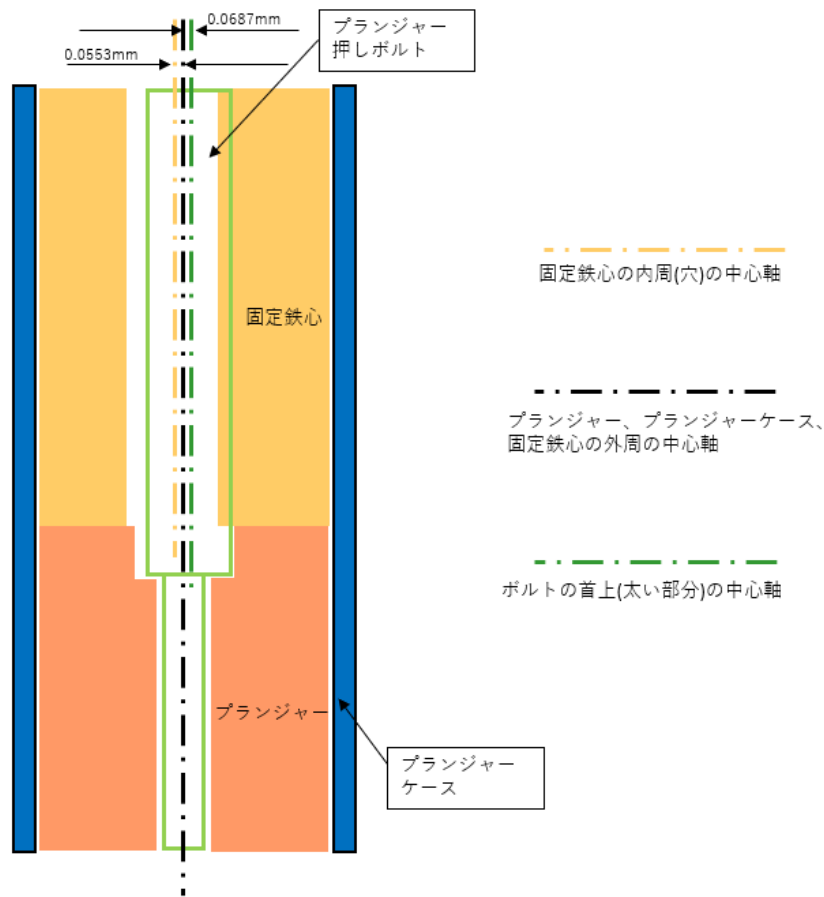 0.0687mm
0.0553mm
プランジャー
押しボルト
固定鉄心の内周(穴)の中心軸
固定鉄心
プランジャー、プランジャーケース、
固定鉄心の外周の中心軸
ボルトの首上(太い部分)の中心軸
プランジャー
プランジャー
ケース